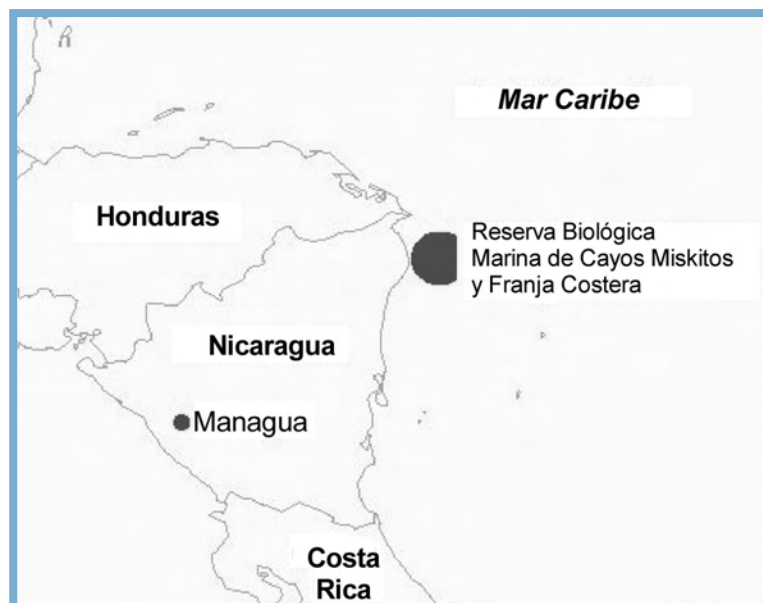 Mar Caribe
Honduras
Reserva Biológica
Marina de Cayos Miskitos
y Franja Costera
Nicaragua
Managua
Costa
Rica